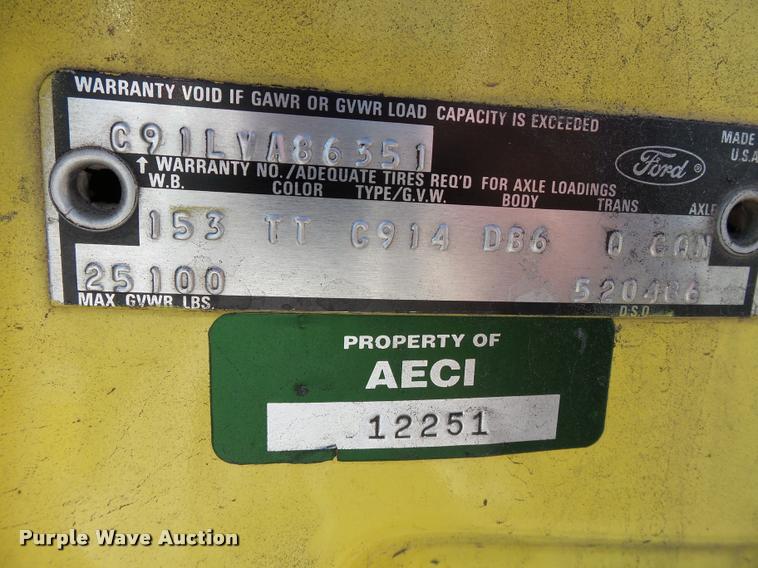 WARRANTY VOID IF GAWR OR GVWR LOAD CAPACITY IS EXCEEDED
C91LVA86351
MADE
U.S.A
Ford
↑ WARRANTY NO./ADEQUATE TIRES REQ'D FOR AXLE LOADINGS
W.B. COLOR TYPE/G.V.W. BODY TRANS AXLE
153 TT C914 DB6 Q CQN
25100 520486
MAX. GVWR LBS. D.S.O.
PROPERTY OF
AECI
12251
Purple Wave Auction